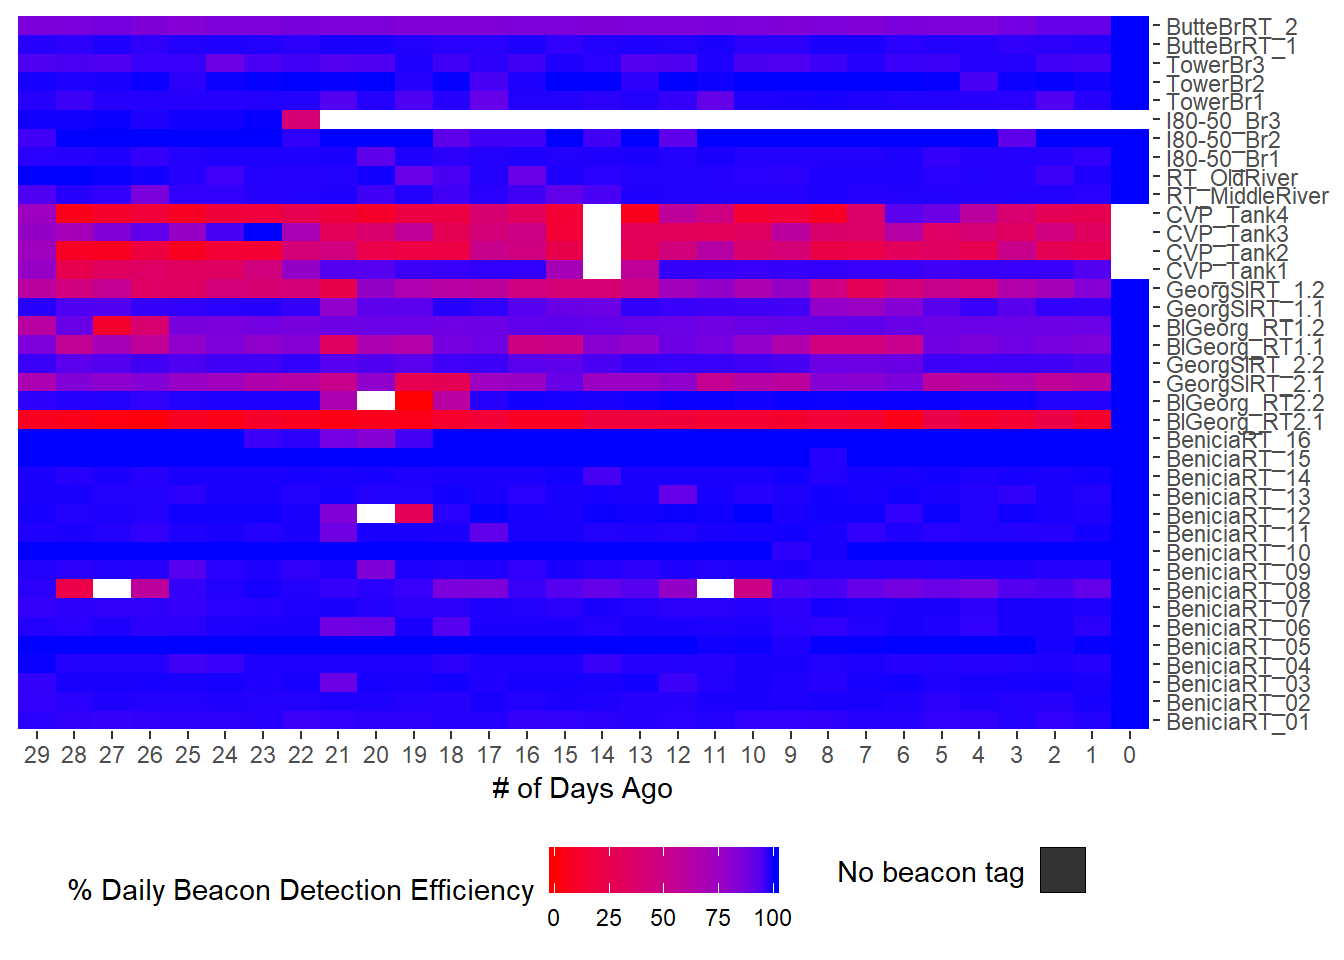 ButteBrRT_2
ButteBrRT_1
TowerBr3
TowerBr2
TowerBr1
I80-50_Br3
I80-50_Br2
I80-50_Br1
RT_OldRiver
RT_MiddleRiver
CVP_Tank4
CVP_Tank3
CVP_Tank2
CVP_Tank1
GeorgSlRT_1.2
GeorgSlRT_1.1
BlGeorg_RT1.2
BlGeorg_RT1.1
GeorgSlRT_2.2
GeorgSlRT_2.1
BlGeorg_RT2.2
BlGeorg_RT2.1
BeniciaRT_16
BeniciaRT_15
BeniciaRT_14
BeniciaRT_13
BeniciaRT_12
BeniciaRT_11
BeniciaRT_10
BeniciaRT_09
BeniciaRT_08
BeniciaRT_07
BeniciaRT_06
BeniciaRT_05
BeniciaRT_04
BeniciaRT_03
BeniciaRT_02
BeniciaRT_01
29 28 27 26 25 24 23 22 21 20 19 18 17 16 15 14 13 12 11 10 9 8 7 6 5 4 3 2 1 0
# of Days Ago
% Daily Beacon Detection Efficiency
0 25 50 75 100
No beacon tag